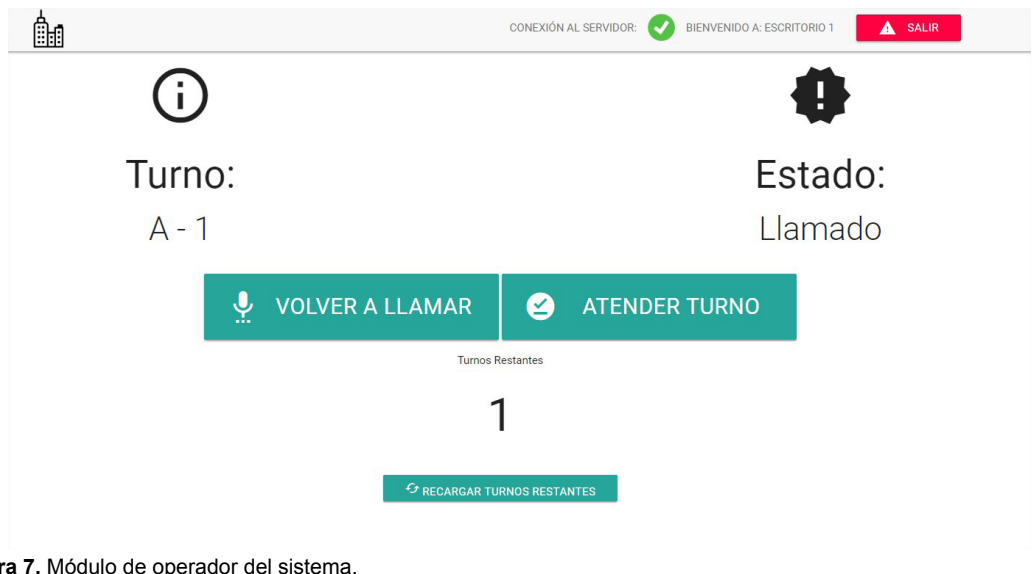 CONEXIÓN AL SERVIDOR: BIENVENIDO A: ESCRITORIO 1 SALIR
Turno:
A - 1
Estado:
Llamado
VOLVER A LLAMAR
ATENDER TURNO
Turnos Restantes
1
RECARGAR TURNOS RESTANTES
7. Módulo de operador del sistema.